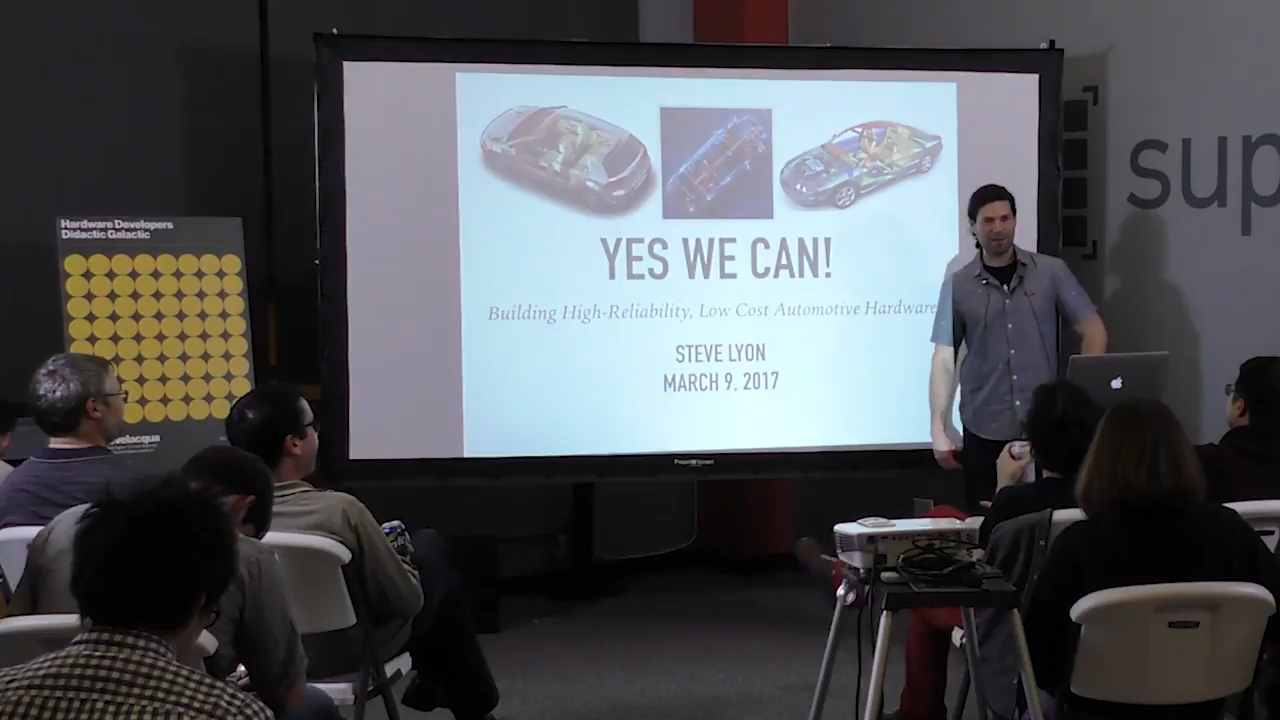 Hardware Developers
Didactic Galactic
YES WE CAN!
Building High-Reliability, Low Cost Automotive Hardware
STEVE LYON
MARCH 9, 2017
sup
velacqua